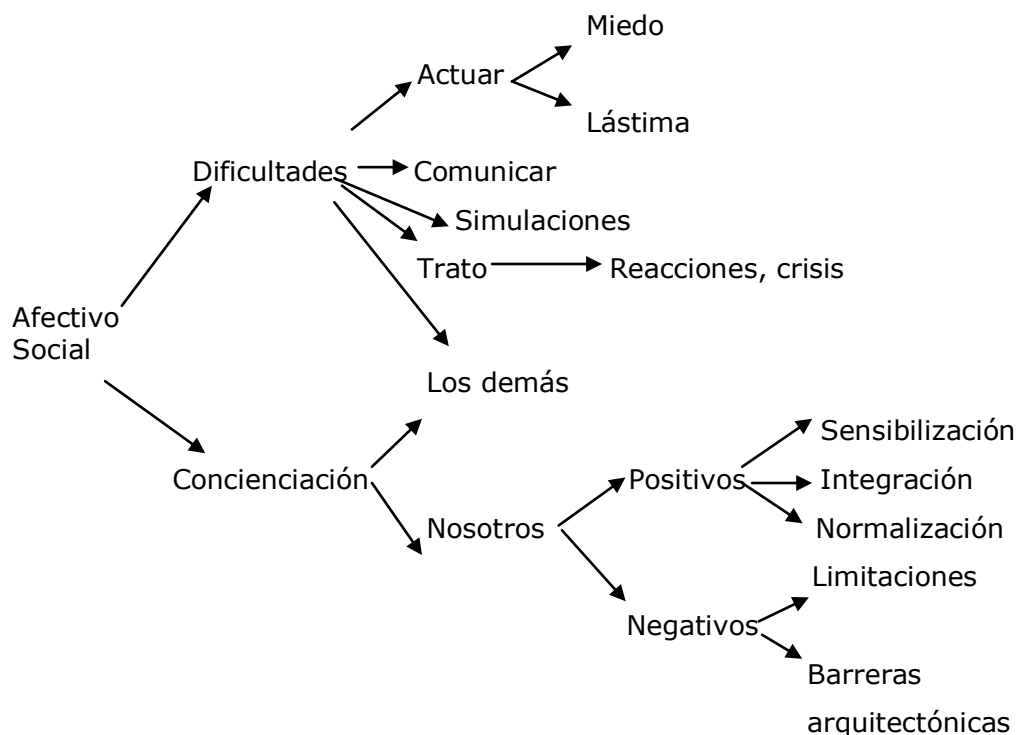 Miedo
Actuar
Lástima
Dificultades
Comunicar
Simulaciones
Trato
Reacciones, crisis
Afectivo
Social
Los demás
Concienciación
Sensibilización
Positivos
Integración
Nosotros
Normalización
Limitaciones
Negativos
Barreras
arquitectónicas